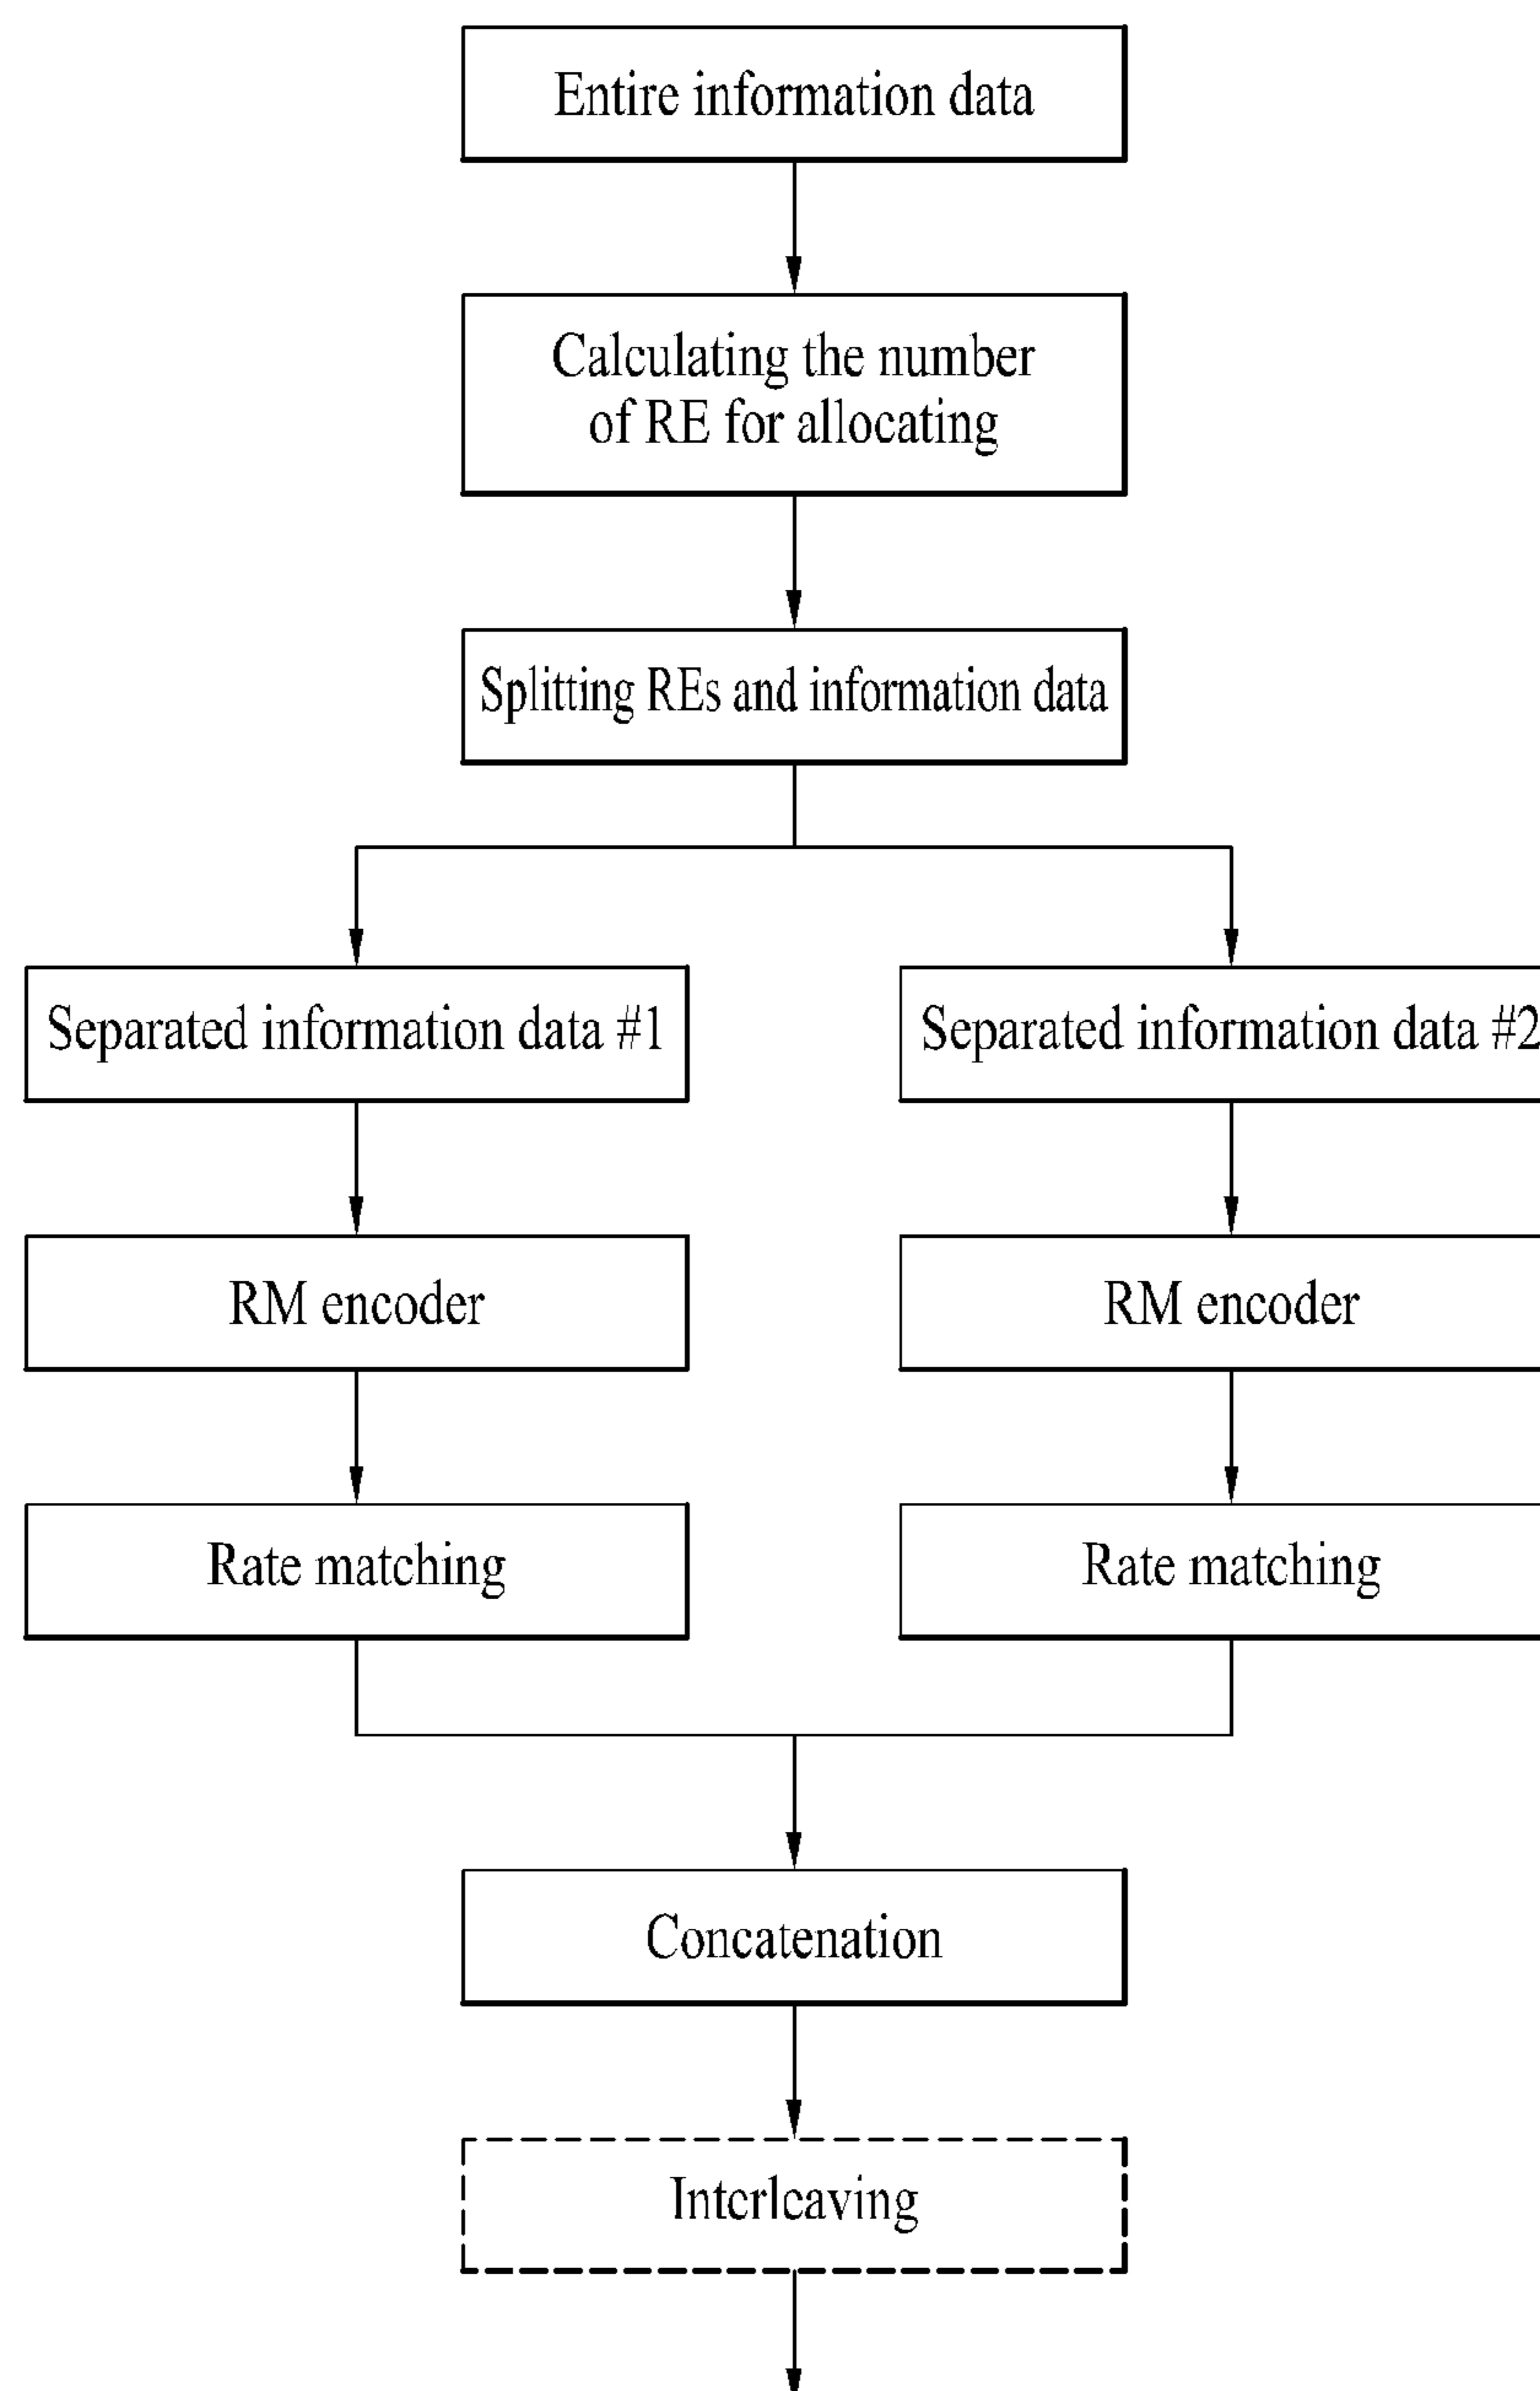 Entire information data
Calculating the number
of RE for allocating
Splitting REs and information data
Separated information data #1
Separated information data #2
RM encoder
RM encoder
Rate matching
Rate matching
Concatenation
Interleaving